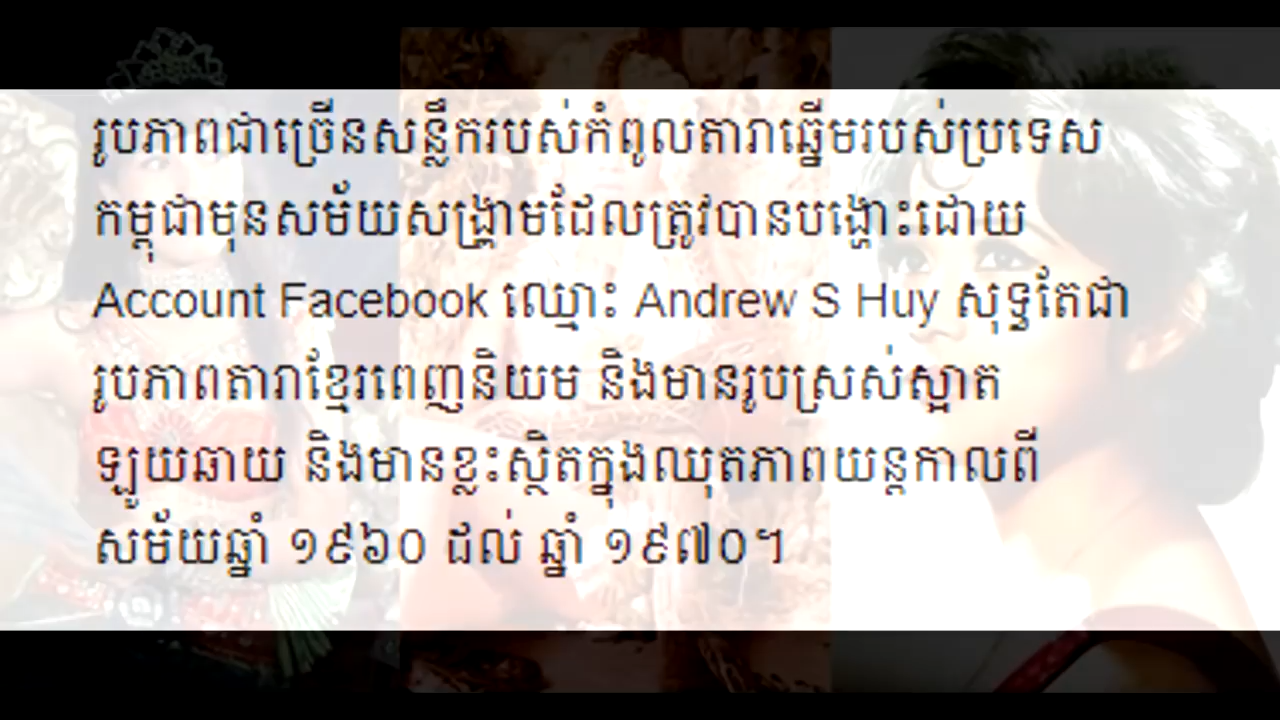 រូបភាពជាច្រើនសន្លឹករបស់កំពូលតារាឆ្នើមរបស់ប្រទេស
កម្ពុជាមុនសម័យសង្គ្រាមដែលត្រូវបានបង្ហោះដោយ
Account Facebook ឈ្មោះ Andrew S Huy សុទ្ធតែជា
រូបភាពតារាខ្មែរពេញនិយម និងមានរូបស្រស់ស្អាត
ឡូយឆាយ និងមានខ្លះស្ថិតក្នុងឈុតភាពយន្តកាលពី
សម័យឆ្នាំ ១៩៦០ ដល់ ឆ្នាំ ១៩៧០។